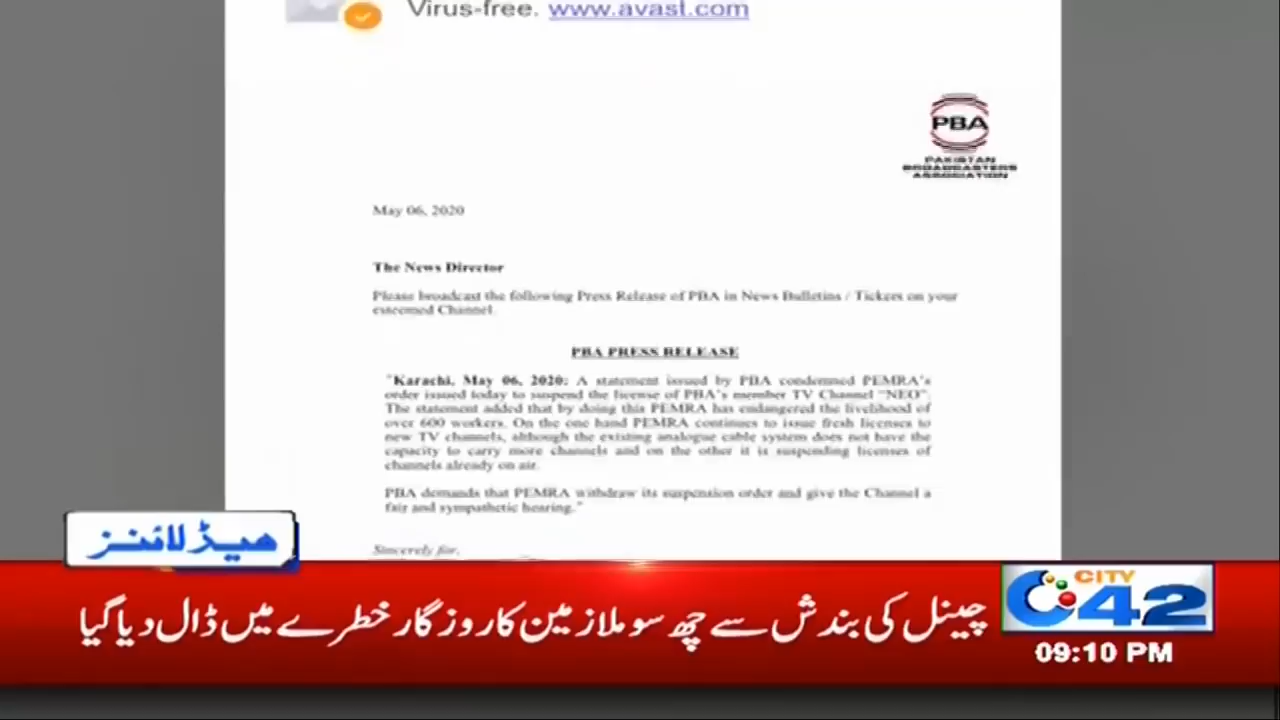 Virus-free. www.avast.com
PBA
PAKISTAN
BROADCASTERS
ASSOCIATION
May 06, 2020
The News Director
Please broadcast the following Press Release of PBA in News Bulletins / Tickers on your
esteemed Channel.
PBA PRESS RELEASE
"Karachi, May 06, 2020: A statement issued by PBA condemned PEMRA's
order issued today to suspend the license of PBA's member TV Channel "NEO".
The statement added that by doing this PEMRA has endangered the livelihood of
over 600 workers. On the one hand PEMRA continues to issue fresh licenses to
new TV channels, although the existing analogue cable system does not have the
capacity to carry more channels and on the other it is suspending licenses of
channels already on air.
PBA demands that PEMRA withdraw its suspension order and give the Channel a
fair and sympathetic hearing."
Sincerely for,
ہیڈ لائنز
چینل کی بندش سے چھ سو ملازمین کا روزگار خطرے میں ڈال دیا گیا
CITY
42
09:10 PM